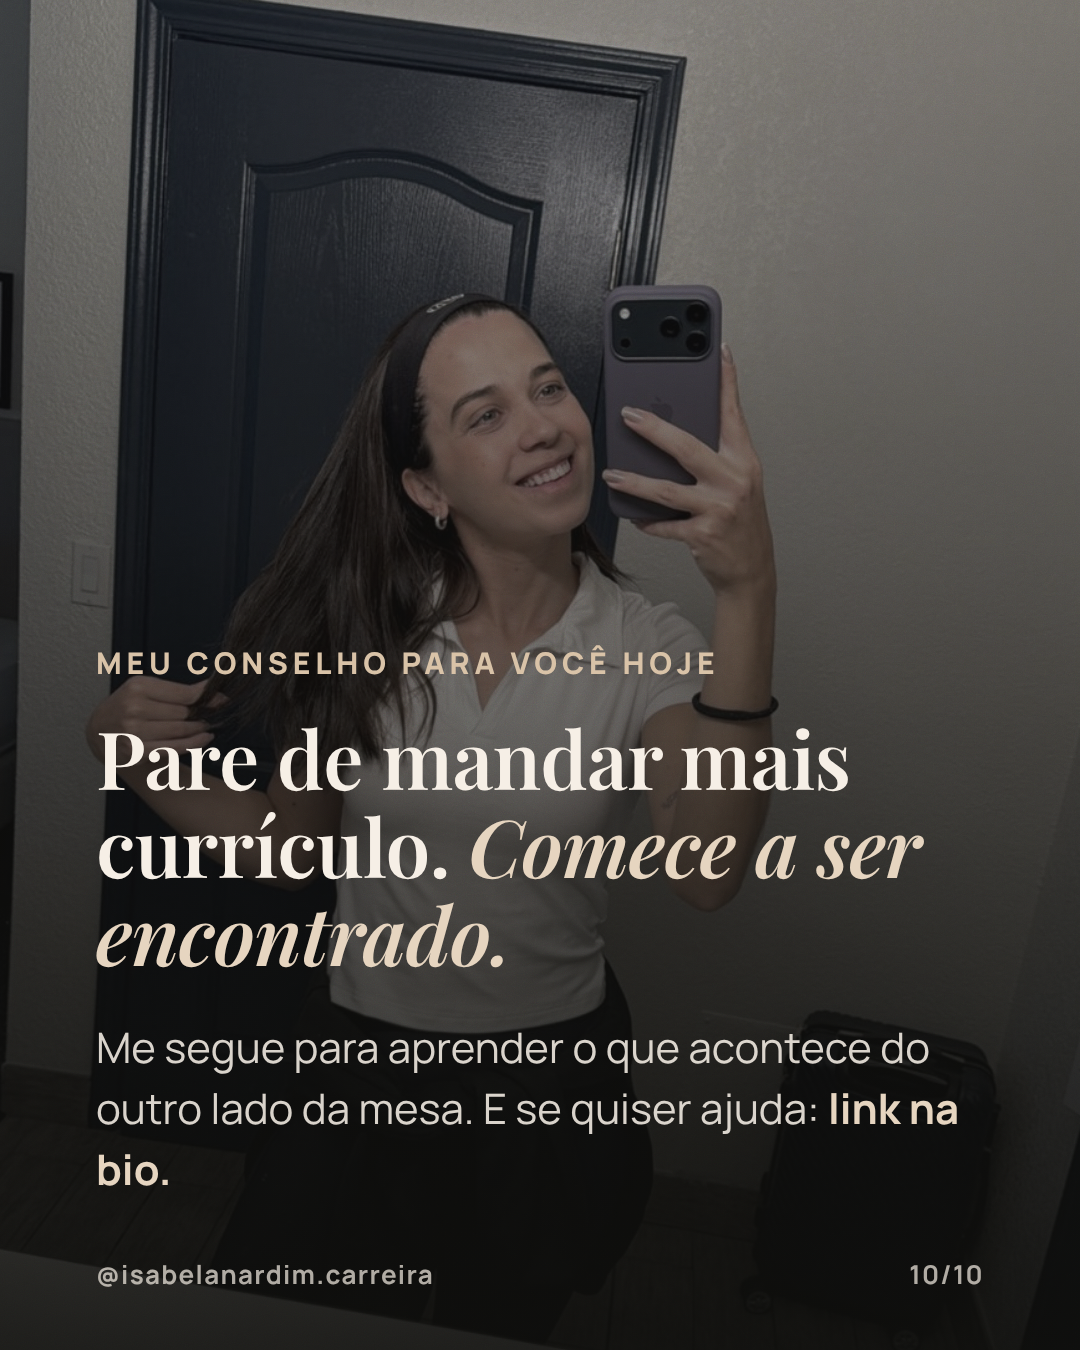 MEU CONSELHO PARA VOCÊ HOJE
Pare de mandar mais
currículo. Comece a ser
encontrado.
Me segue para aprender o que acontece do
outro lado da mesa. E se quiser ajuda: link na
bio.
@isabelanardim.carreira
10/10